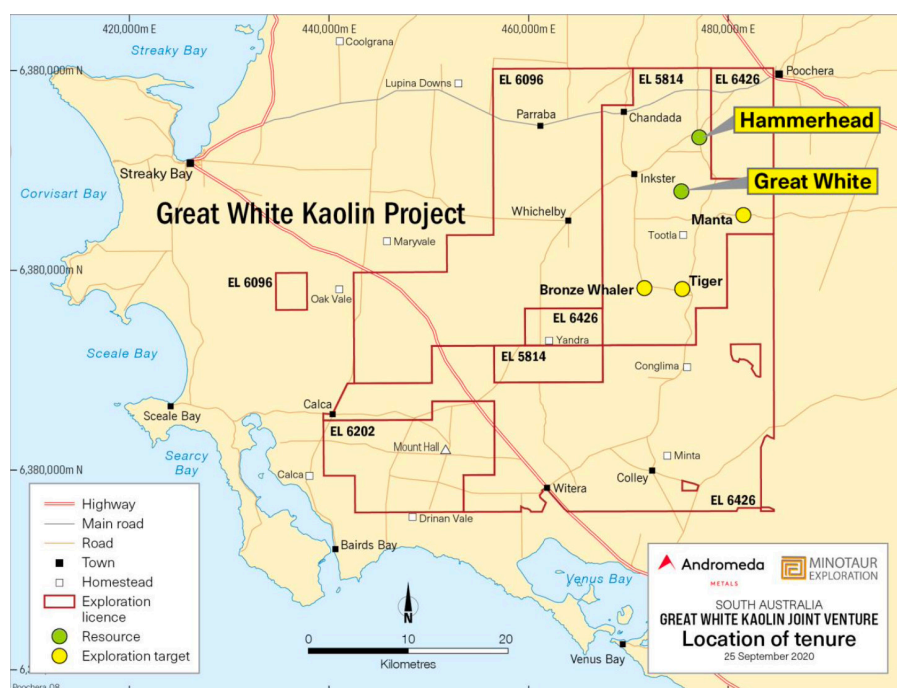 420,000m E
440,000m E
460,000m E
480,000m E
Streaky Bay
Coolgrana
6,380,000m N
EL 6096
EL 5814
EL 6426
Poochera
Lupina Downs
Parraba
Chandada
Hammerhead
Streaky Bay
Inkster
Great White
Corvisart Bay
Great White Kaolin Project
Whichelby
Manta
Maryvale
Tootla
6,380,000m N
EL 6096
Oak Vale
Bronze Whaler
Tiger
EL 6426
Yandra
Sceale Bay
EL 5814
Conglima
Calca
Sceale Bay
EL 6202
Mount Hall
Searcy
Bay
6,380,000m N
Calca
Minta
Colley
Witera
EL 6426
Drinan Vale
Bairds Bay
Venus Bay
Venus Bay
Highway
Main road
Road
Town
Homestead
Exploration
licence
Resource
Exploration target
N
0
10
20
Kilometres
Andromeda
METALS
MINOTAUR
EXPLORATION
SOUTH AUSTRALIA
GREAT WHITE KAOLIN JOINT VENTURE
Location of tenure
25 September 2020